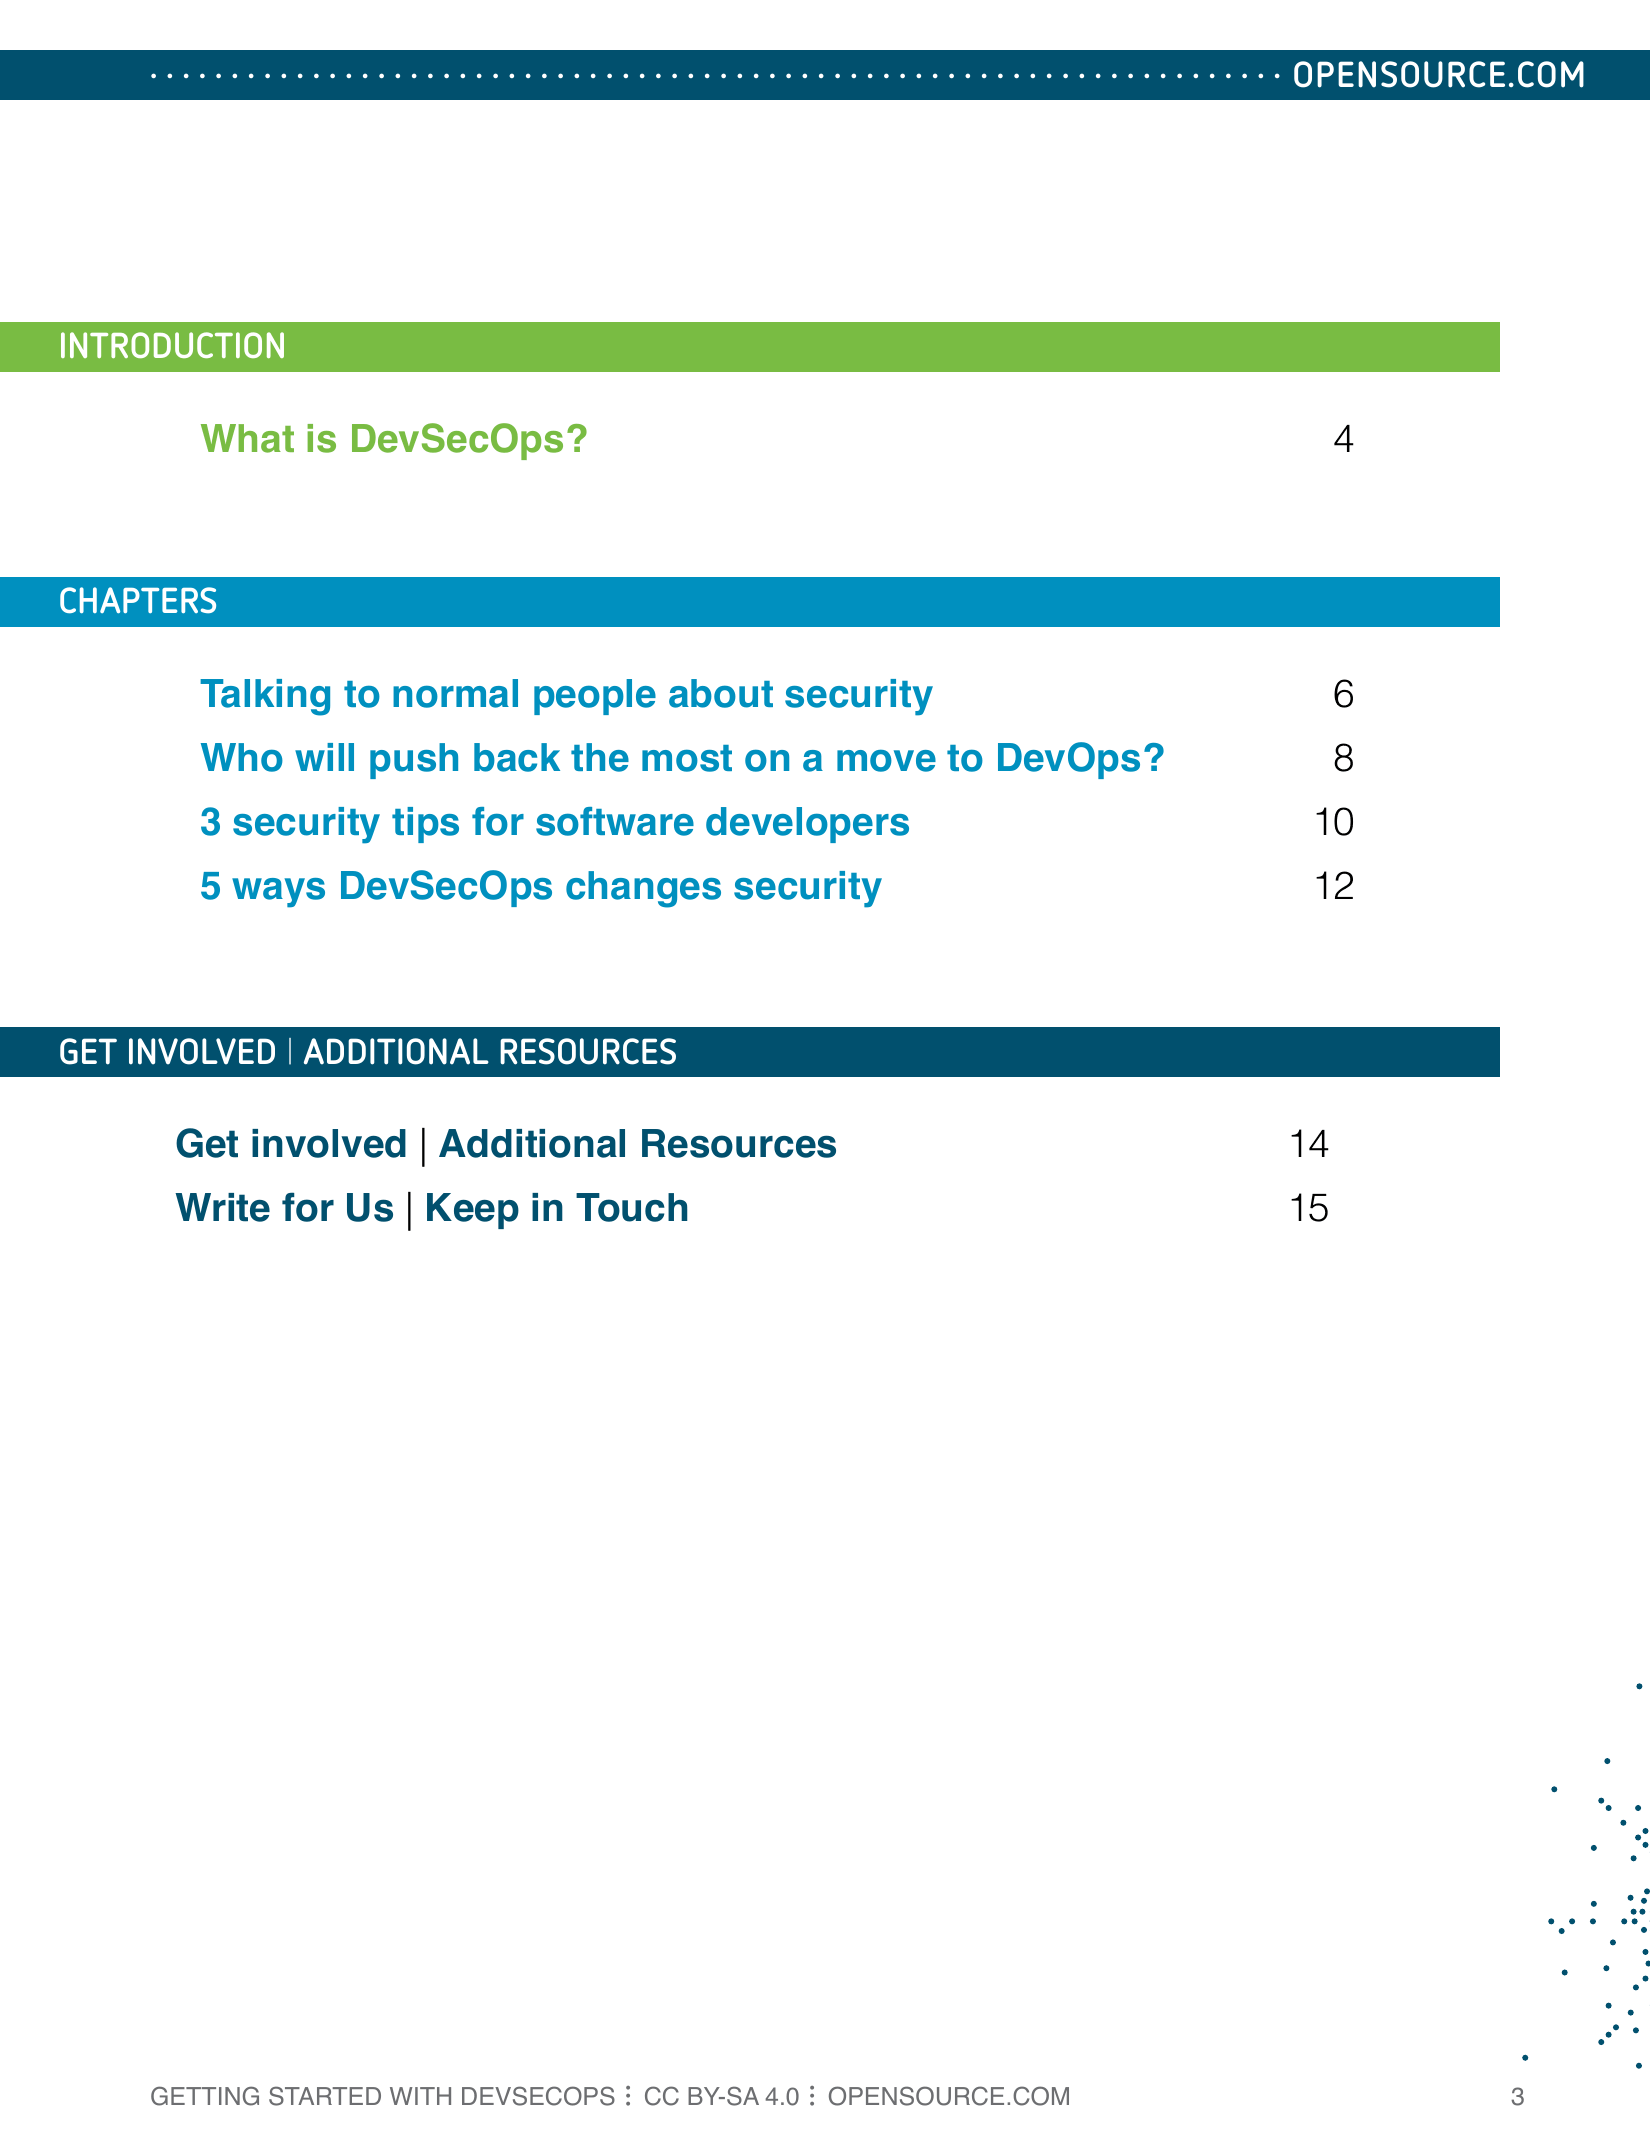 OPENSOURCE.COM
INTRODUCTION
What is DevSecOps? 4
CHAPTERS
Talking to normal people about security 6
Who will push back the most on a move to DevOps? 8
3 security tips for software developers 10
5 ways DevSecOps changes security 12
GET INVOLVED | ADDITIONAL RESOURCES
Get involved | Additional Resources 14
Write for Us | Keep in Touch 15
GETTING STARTED WITH DEVSECOPS ⋮ CC BY-SA 4.0 ⋮ OPENSOURCE.COM 3